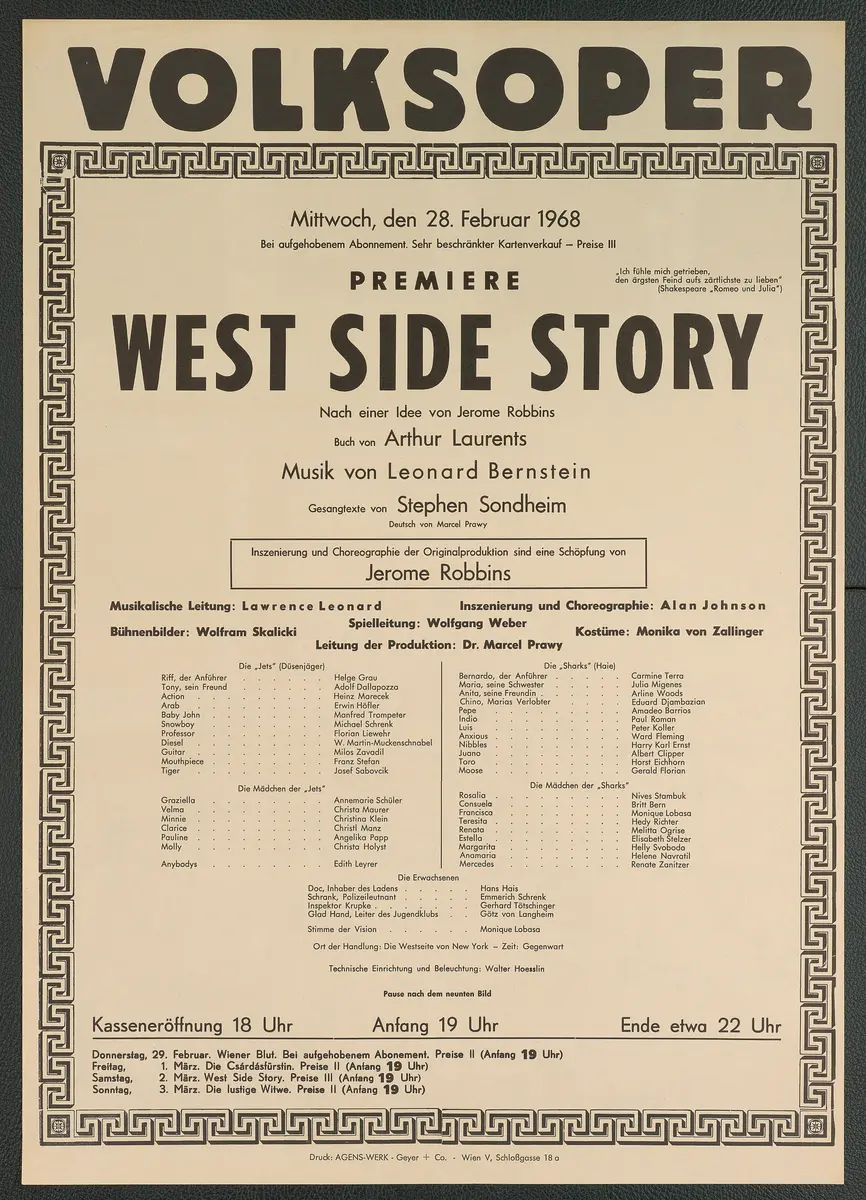 VOLKSOPER
Mittwoch, den 28. Februar 1968
Bei aufgehobenem Abonnement. Sehr beschränkter Kartenverkauf – Preise III
PREMIERE
„Ich fühle mich getrieben,
den ärgsten Feind aufs zärtlichste zu lieben“
(Shakespeare „Romeo und Julia“)
WEST SIDE STORY
Nach einer Idee von Jerome Robbins
Buch von Arthur Laurents
Musik von Leonard Bernstein
Gesangtexte von Stephen Sondheim
Deutsch von Marcel Prawy
Inszenierung und Choreographie der Originalproduktion sind eine Schöpfung von
Jerome Robbins
Musikalische Leitung: Lawrence Leonard
Inszenierung und Choreographie: Alan Johnson
Spielleitung: Wolfgang Weber
Bühnenbilder: Wolfram Skalicki
Kostüme: Monika von Zallinger
Leitung der Produktion: Dr. Marcel Prawy
Die „Jets“ (Düsenjäger)
Riff, der Anführer . . . . . . Helge Grau
Tony, sein Freund . . . . . . Adolf Dallapozza
Action . . . . . . . . Heinz Marecek
Arab . . . . . . . . Erwin Höfler
Baby John . . . . . . . Manfred Trompeter
Snowboy . . . . . . . Michael Schrenk
Professor . . . . . . . Florian Liewehr
Diesel . . . . . . . . W. Martin-Muckenschnabel
Guitar . . . . . . . . Milos Zavadil
Mouthpiece . . . . . . . Franz Stefan
Tiger . . . . . . . . Josef Sabovcik
Die Mädchen der „Jets“
Graziella . . . . . . . Annemarie Schüler
Velma . . . . . . . . Christa Maurer
Minnie . . . . . . . . Christina Klein
Clarice . . . . . . . . Christl Manz
Pauline . . . . . . . . Angelika Papp
Molly . . . . . . . . Christa Holyst
Anybodys . . . . . . . Edith Leyrer
Die „Sharks“ (Haie)
Bernardo, der Anführer . . . . . Carmine Terra
Maria, seine Schwester . . . . . Julia Migenes
Anita, seine Freundin . . . . . Arline Woods
Chino, Marias Verlobter . . . . . Eduard Djambazian
Pepe . . . . . . . . Amadeo Barrios
Indio . . . . . . . . Paul Roman
Luis . . . . . . . . Peter Koller
Anxious . . . . . . . Ward Fleming
Nibbles . . . . . . . Harry Karl Ernst
Juano . . . . . . . . Albert Clipper
Toro . . . . . . . . Horst Eichhorn
Moose . . . . . . . . Gerald Florian
Die Mädchen der „Sharks“
Rosalia . . . . . . . Nives Stambuk
Consuela . . . . . . . Britt Bern
Francisca . . . . . . . Monique Lobasa
Teresita . . . . . . . Hedy Richter
Renata . . . . . . . Melitta Ogrise
Estella . . . . . . . Elisabeth Stelzer
Margarita . . . . . . . Helly Svoboda
Anamaria . . . . . . . Helene Navratil
Mercedes . . . . . . . Renate Zanitzer
Die Erwachsenen
Doc, Inhaber des Ladens . . . . . Hans Hais
Schrank, Polizeileutnant . . . . . Emmerich Schrenk
Inspektor Krupke . . . . . . Gerhard Tötschinger
Glad Hand, Leiter des Jugendklubs . . Götz von Langheim
Stimme der Vision . . . . . . Monique Lobasa
Ort der Handlung: Die Westseite von New York – Zeit: Gegenwart
Technische Einrichtung und Beleuchtung: Walter Hoesslin
Pause nach dem neunten Bild
Kasseneröffnung 18 Uhr Anfang 19 Uhr Ende etwa 22 Uhr
Donnerstag, 29. Februar. Wiener Blut. Bei aufgehobenem Abonement. Preise II (Anfang 19 Uhr)
Freitag, 1. März. Die Csárdásfürstin. Preise II (Anfang 19 Uhr)
Samstag, 2. März. West Side Story. Preise III (Anfang 19 Uhr)
Sonntag, 3. März. Die lustige Witwe. Preise II (Anfang 19 Uhr)
Druck: AGENS-WERK - Geyer + Co. - Wien V, Schloßgasse 18 a